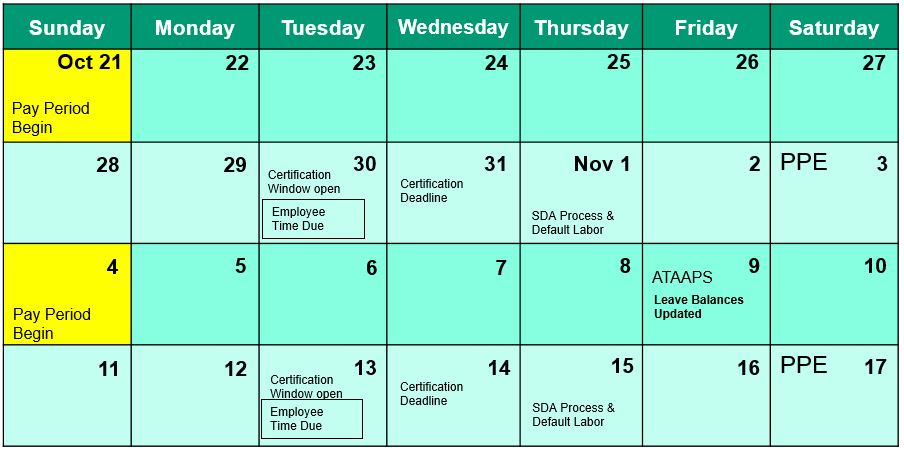 Sunday Monday Tuesday Wednesday Thursday Friday Saturday
Oct 21 22 23 24 25 26 27
Pay Period
Begin
28 29 30 31 Nov 1 2 PPE 3
Certification
Window open
Employee
Time Due
Certification
Deadline
SDA Process &
Default Labor
4 5 6 7 8 9 10
Pay Period
Begin
ATAAPS
Leave Balances
Updated
11 12 13 14 15 16 PPE 17
Certification
Window open
Employee
Time Due
Certification
Deadline
SDA Process &
Default Labor